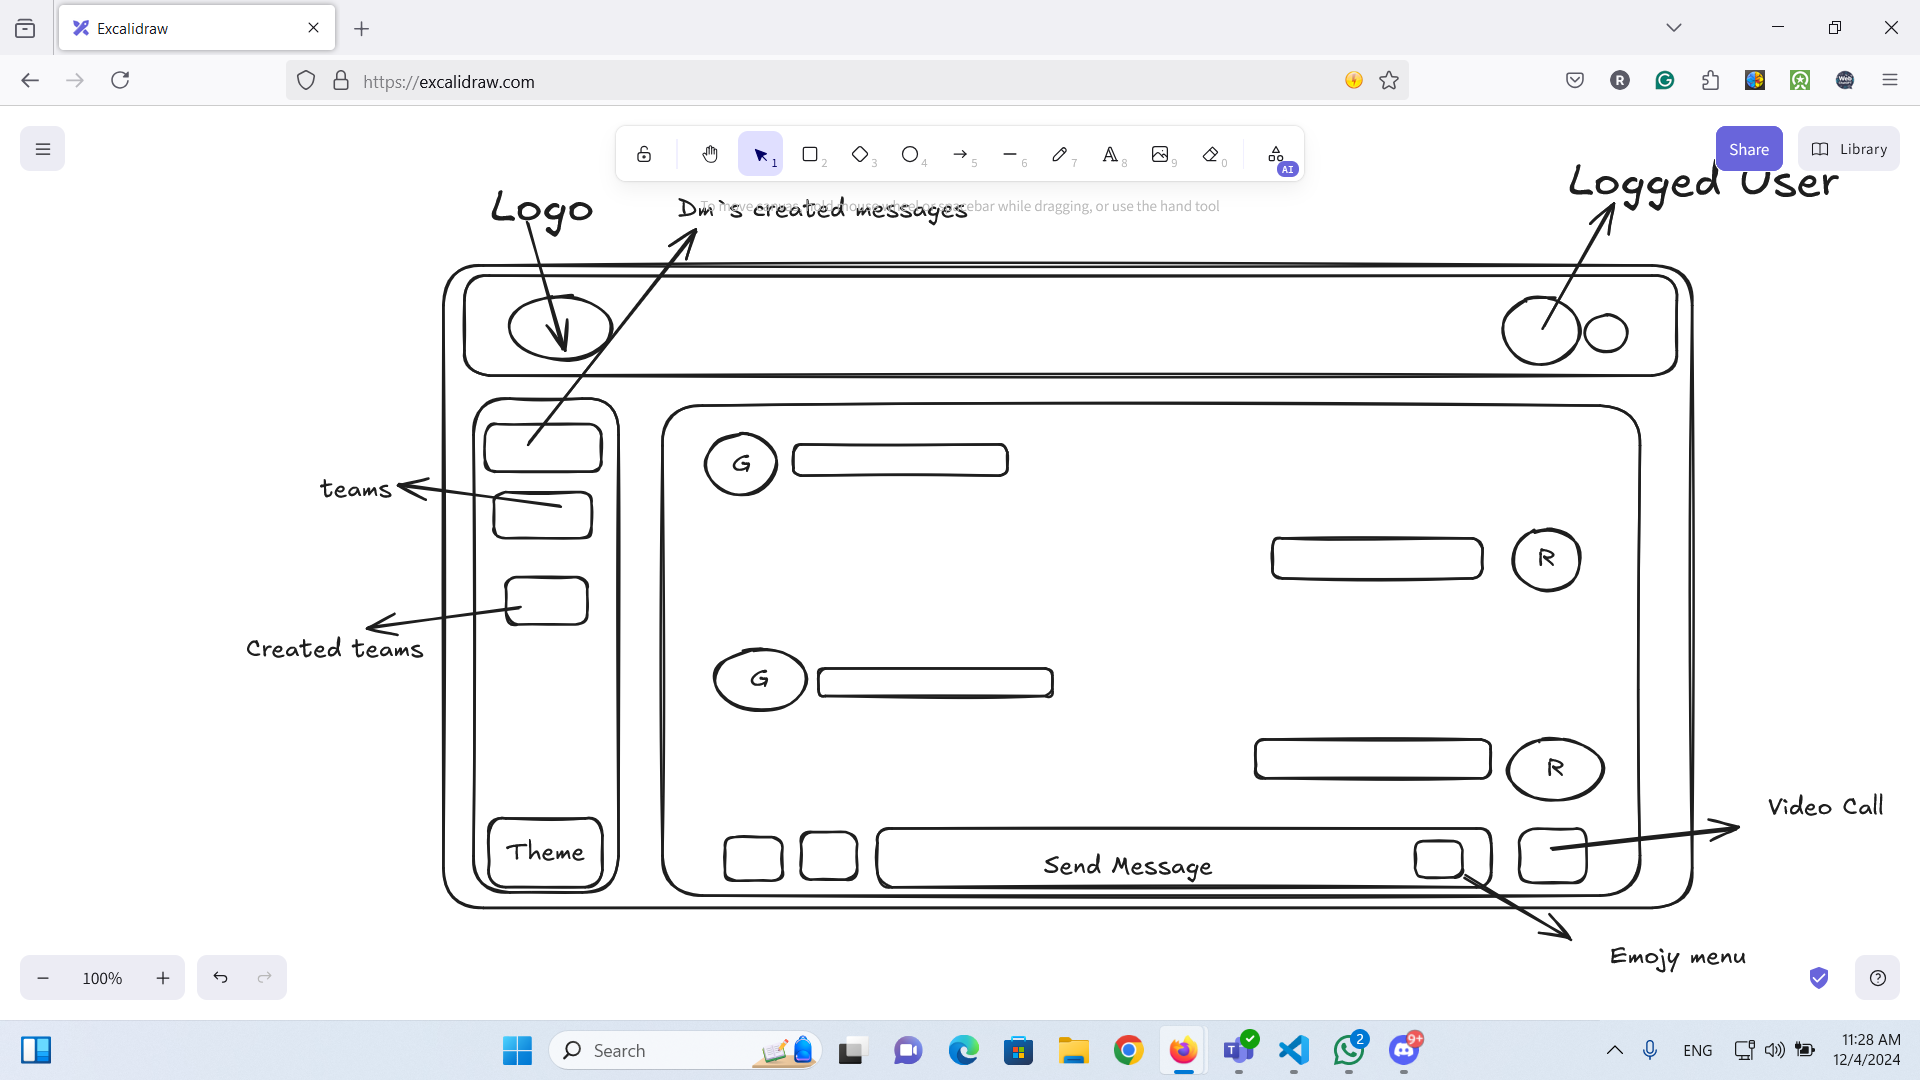 Excalidraw
https://excalidraw.com
R
1
2
3
4
5
6
7
8
9
0
AI
Share
Library
To move canvas, hold mouse wheel or spacebar while dragging, or use the hand tool
Logo
Dm`s created messages
Logged User
G
teams
R
Created teams
G
R
Video Call
Theme
Send Message
Emojy menu
100%
Search
2
9+
ENG
11:28 AM
12/4/2024